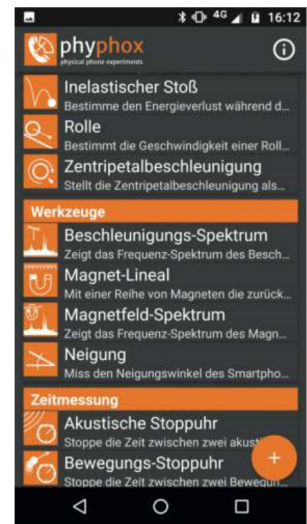 4G 16:12
phyphox
physical phone experiments
Inelastischer Stoß
Bestimme den Energieverlust während d...
Rolle
Bestimmt die Geschwindigkeit einer Roll...
Zentripetalbeschleunigung
Stellt die Zentripetalbeschleunigung als...
Werkzeuge
Beschleunigungs-Spektrum
Zeigt das Frequenz-Spektrum des Besch...
Magnet-Lineal
Mit einer Reihe von Magneten die zurück...
Magnetfeld-Spektrum
Zeigt das Frequenz-Spektrum des Magn...
Neigung
Miss den Neigungswinkel des Smartpho...
Zeitmessung
Akustische Stoppuhr
Stoppe die Zeit zwischen zwei akust
Bewegungs-Stoppuhr
Stoppe die Zeit zwischen zwei Bewegun...